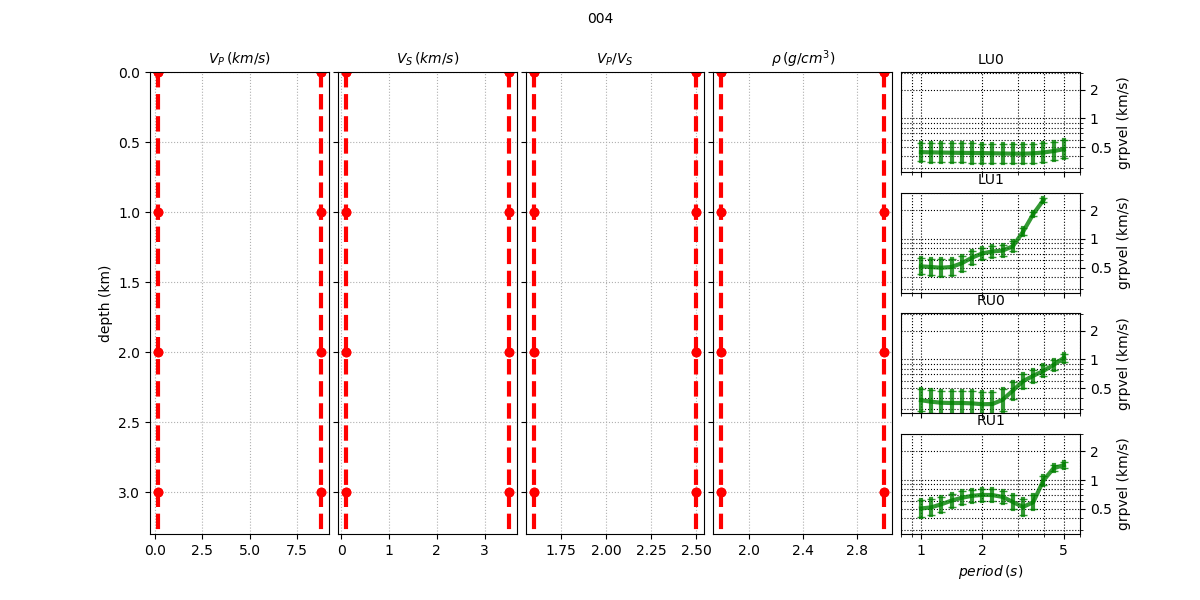 004
V_P (km/s)
V_S (km/s)
V_P/V_S
ρ (g/cm³)
LU0
0.0
0.5
1.0
1.5
2.0
2.5
3.0
depth (km)
0.0 2.5 5.0 7.5
0 1 2 3
1.75 2.00 2.25 2.50
2.0 2.4 2.8
2
1
0.5
grpvel (km/s)
LU1
2
1
0.5
grpvel (km/s)
RU0
2
1
0.5
grpvel (km/s)
RU1
2
1
0.5
grpvel (km/s)
1 2 5
period (s)